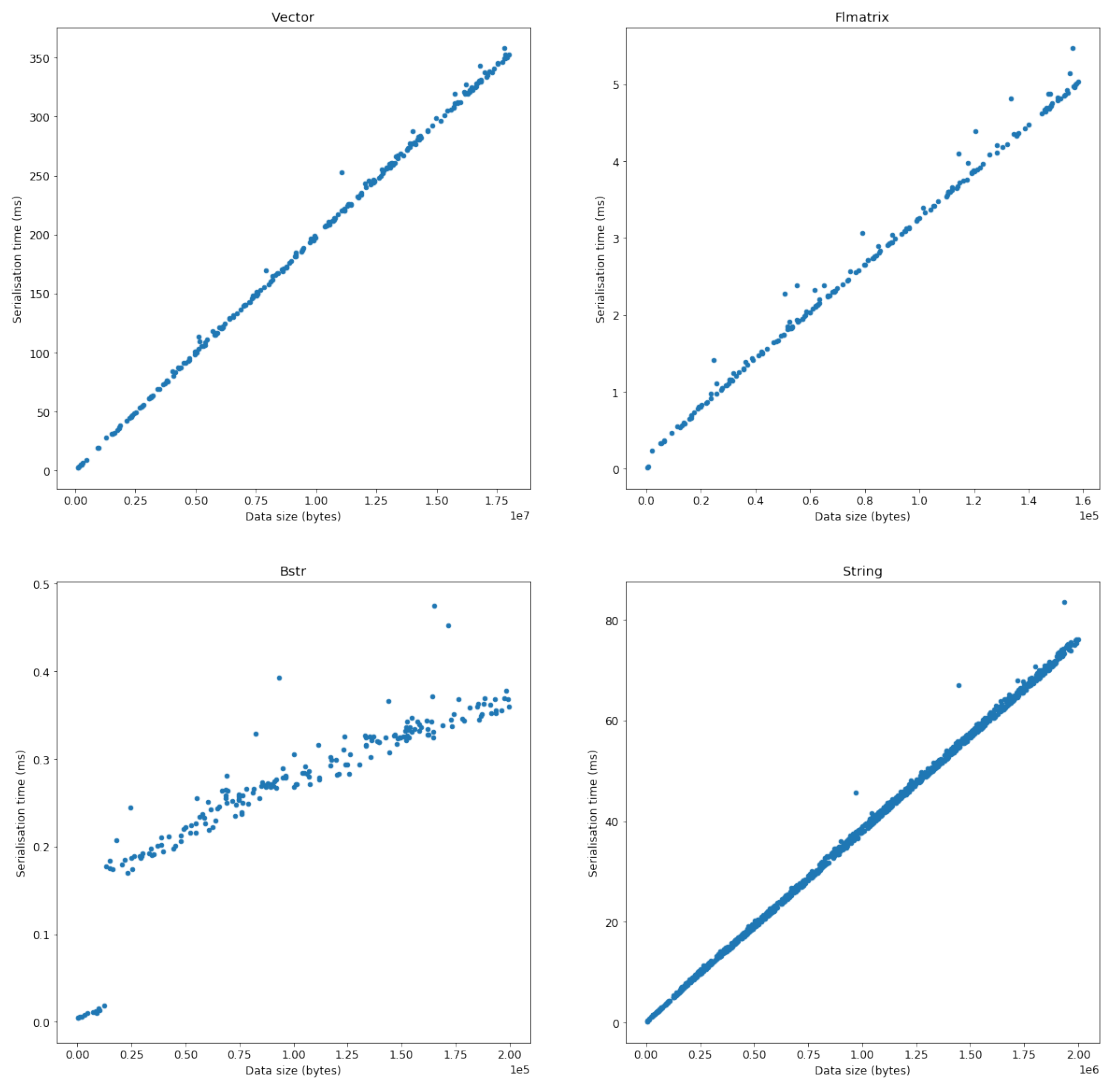 Vector
Serialisation time (ms)
350
300
250
200
150
100
50
0
0.00 0.25 0.50 0.75 1.00 1.25 1.50 1.75
1e7
Data size (bytes)
Flmatrix
Serialisation time (ms)
5
4
3
2
1
0
0.0 0.2 0.4 0.6 0.8 1.0 1.2 1.4 1.6
1e5
Data size (bytes)
Bstr
Serialisation time (ms)
0.5
0.4
0.3
0.2
0.1
0.0
0.00 0.25 0.50 0.75 1.00 1.25 1.50 1.75 2.00
1e5
Data size (bytes)
String
Serialisation time (ms)
80
60
40
20
0
0.00 0.25 0.50 0.75 1.00 1.25 1.50 1.75 2.00
1e6
Data size (bytes)